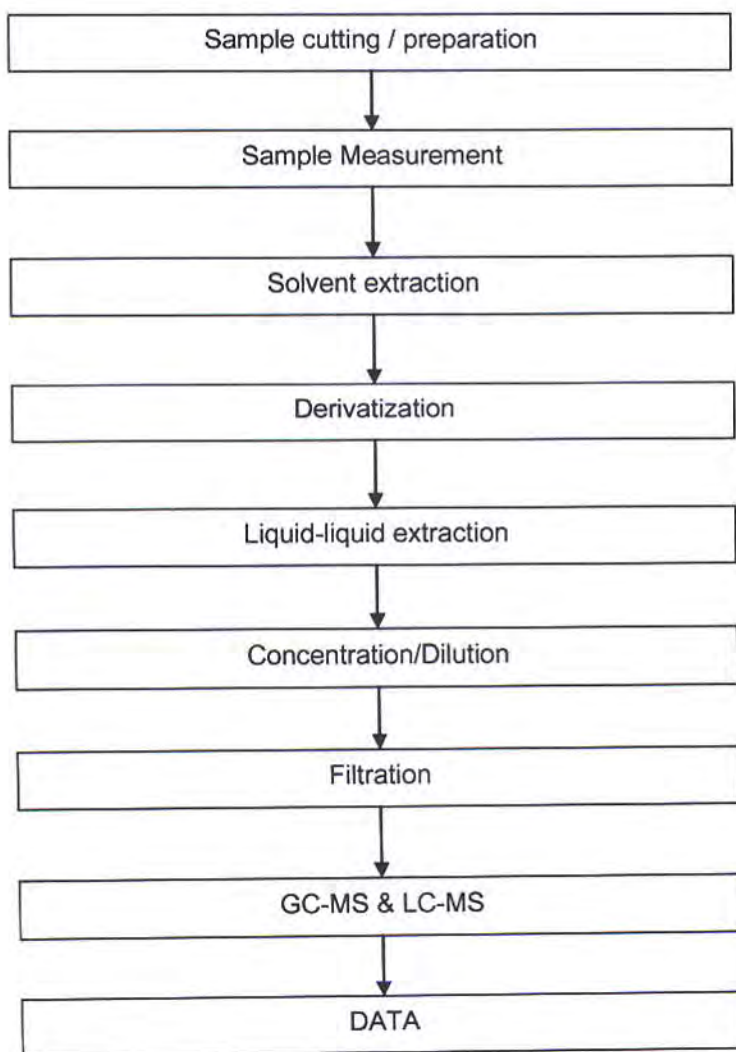 Sample cutting / preparation
Sample Measurement
Solvent extraction
Derivatization
Liquid-liquid extraction
Concentration/Dilution
Filtration
GC-MS & LC-MS
DATA